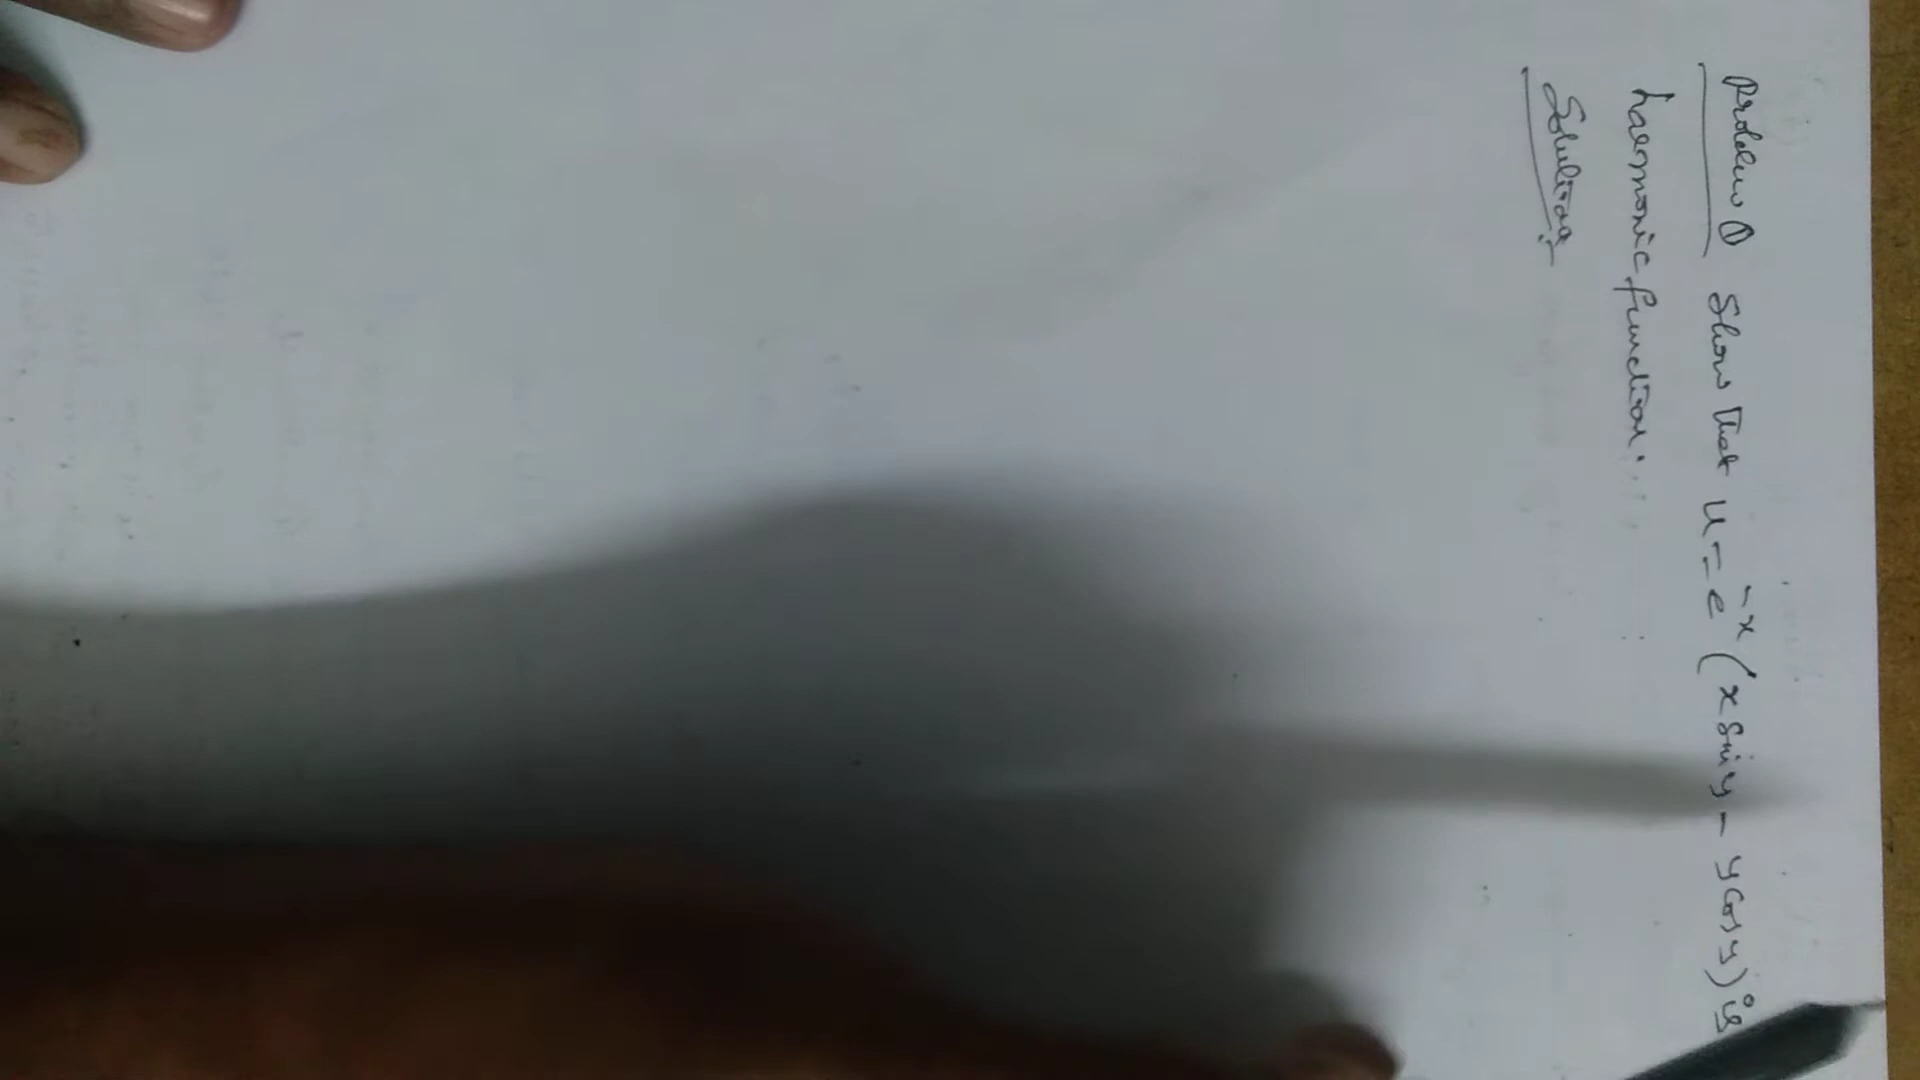 Problem ① Show that u = e^{-x} (x sin y - y cos y) is
harmonic function.
Solution:-